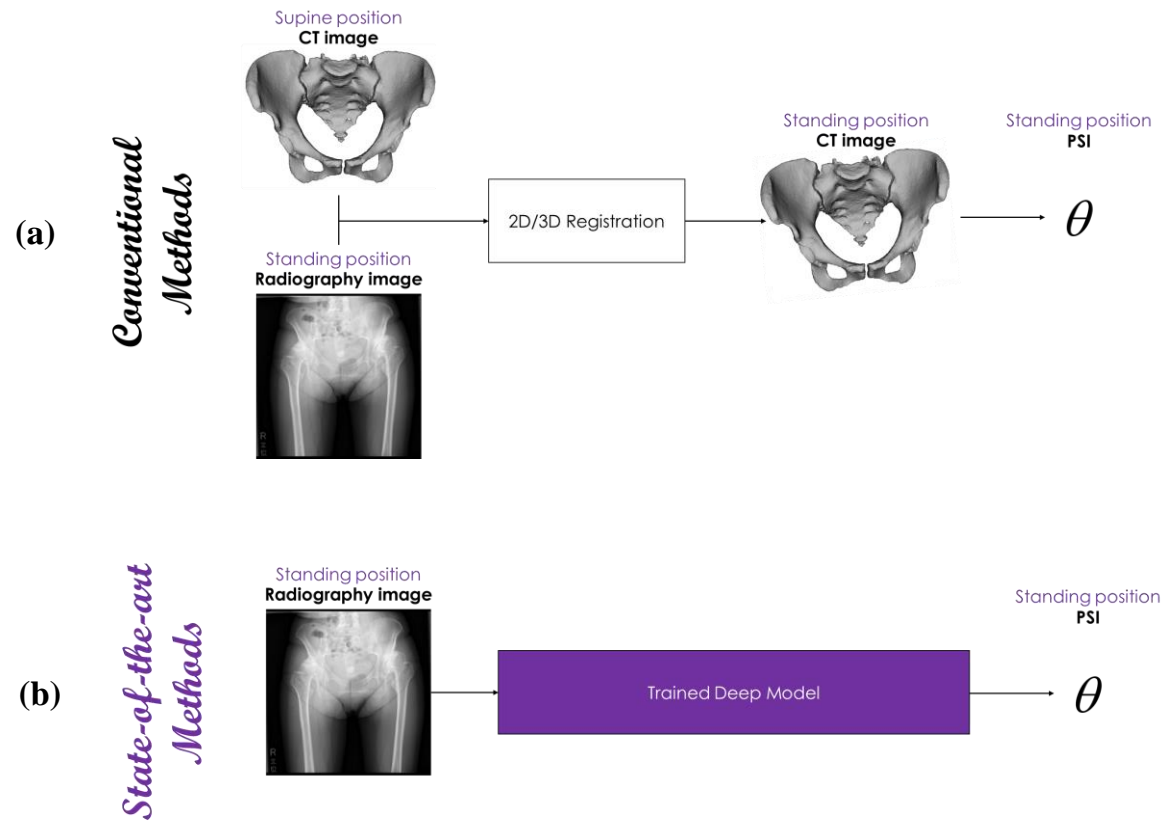 Supine position
CT image
(a)
Conventional
Methods
Standing position
Radiography image
R
2D/3D Registration
Standing position
CT image
Standing position
PSI
θ
(b)
State-of-the-art
Methods
Standing position
Radiography image
R
Trained Deep Model
Standing position
PSI
θ